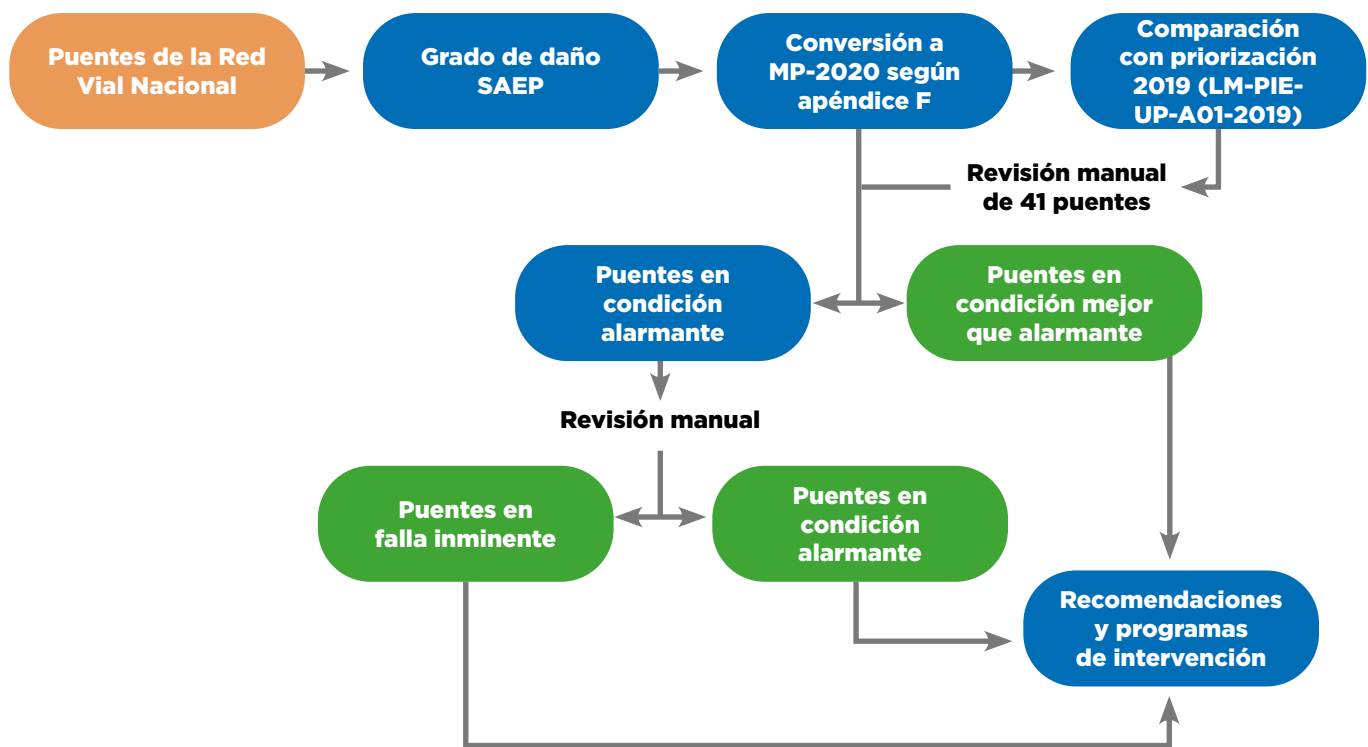 Puentes de la Red
Vial Nacional
Grado de daño
SAEP
Conversión a
MP-2020 según
apéndice F
Comparación
con priorización
2019 (LM-PIE-
UP-A01-2019)
Revisión manual
de 41 puentes
Puentes en
condición
alarmante
Puentes en
condición mejor
que alarmante
Revisión manual
Puentes en
falla inminente
Puentes en
condición
alarmante
Recomendaciones
y programas
de intervención